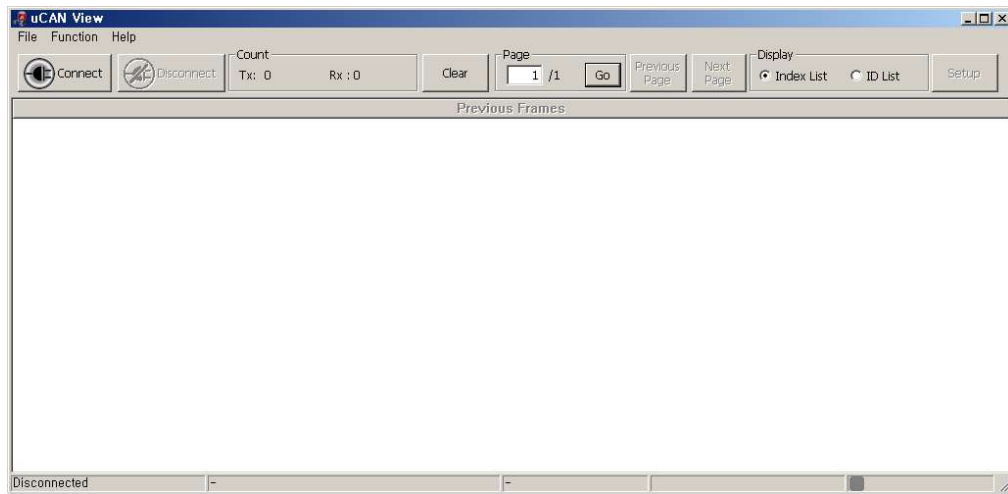 uCAN View
File Function Help
Connect Disconnect Count Tx: 0 Rx : 0 Clear Page 1 /1 Go Previous Page Next Page Display Index List ID List Setup
Previous Frames
Disconnected - -